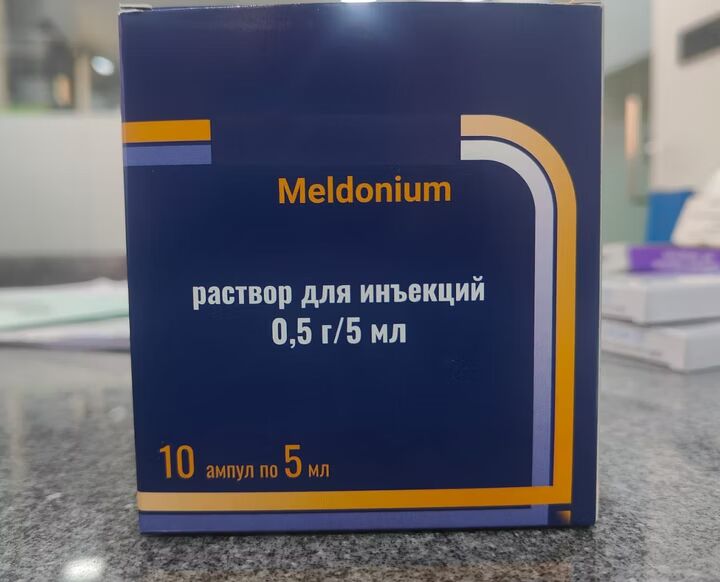 Meldonium
раствор для инъекций
0,5 г/5 мл
10 ампул по 5 мл